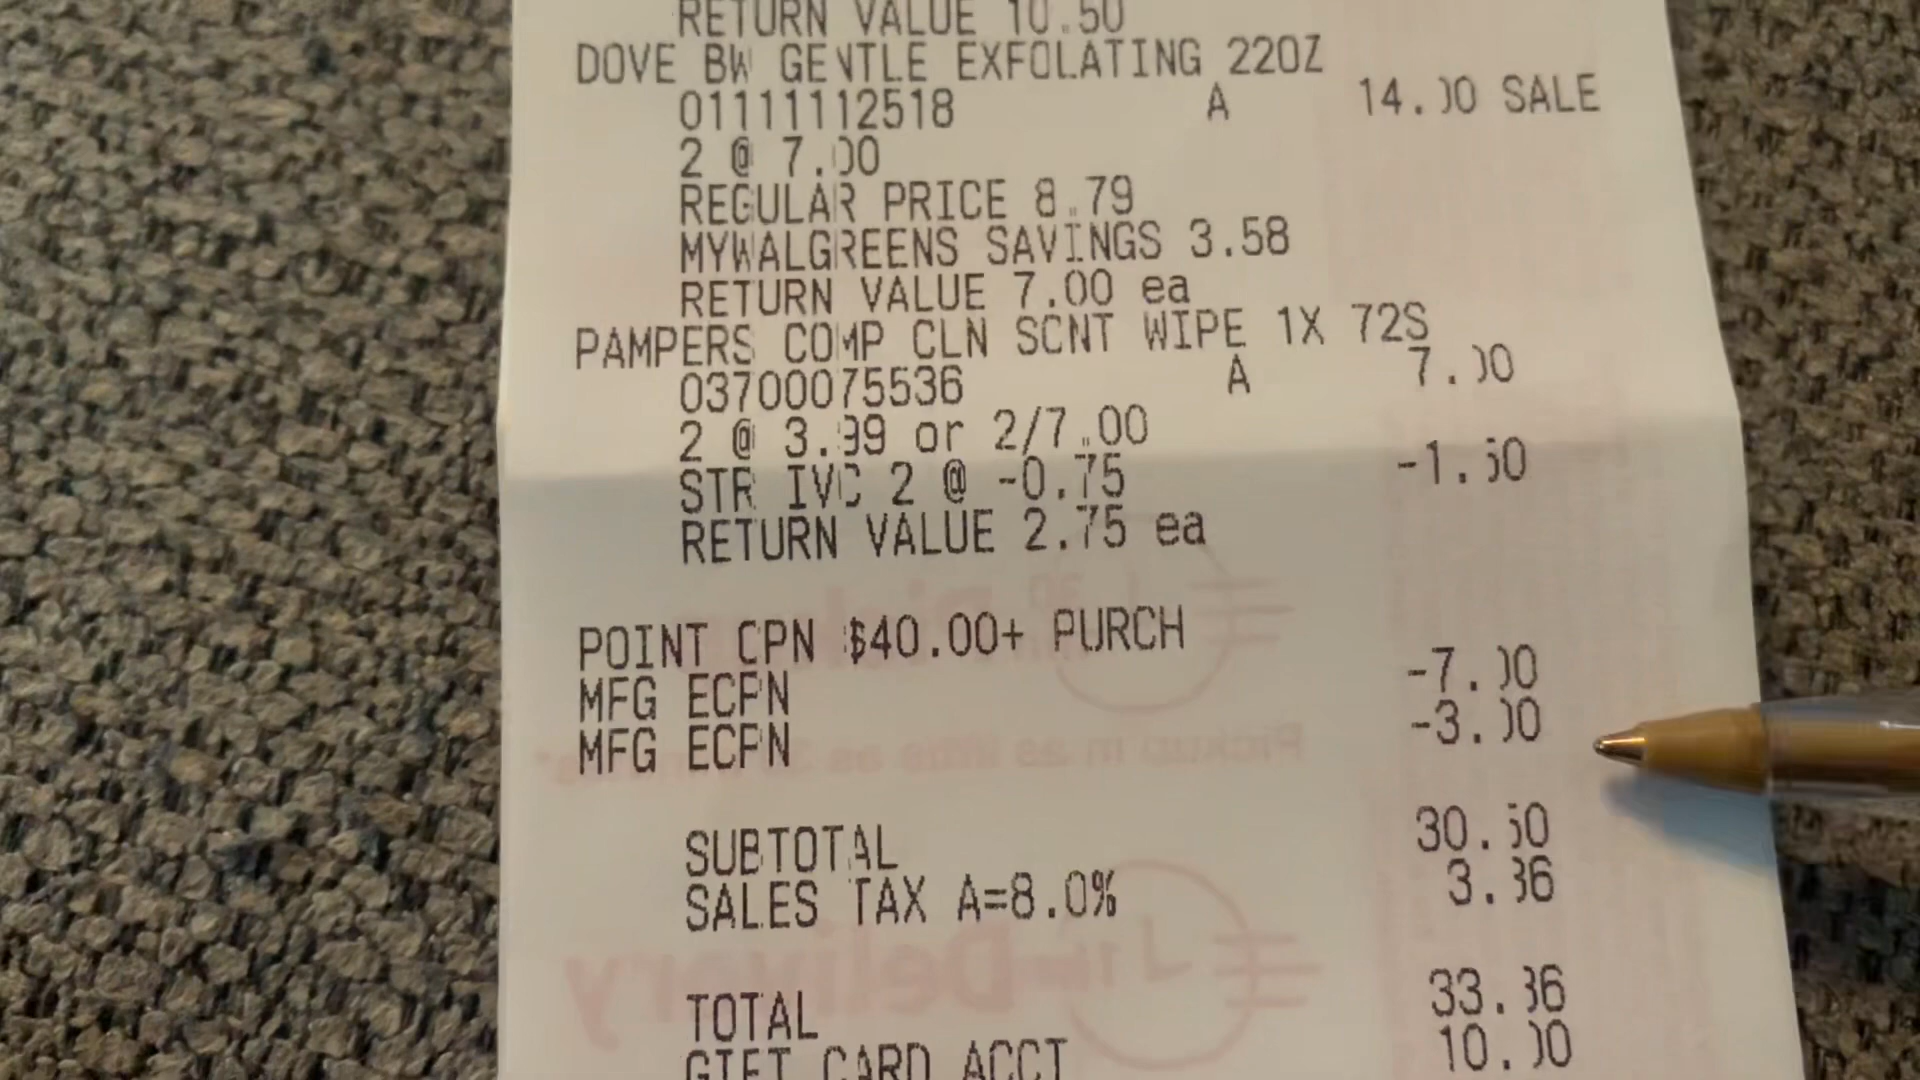 RETURN VALUE 10.50
DOVE BW GENTLE EXFOLATING 22OZ
01111112518 A 14.00 SALE
2 @ 7.00
REGULAR PRICE 8.79
MYWALGREENS SAVINGS 3.58
RETURN VALUE 7.00 ea
PAMPERS COMP CLN SCNT WIPE 1X 72S
03700075536 A 7.00
2 @ 3.99 or 2/7.00
STR IVC 2 @ -0.75 -1.50
RETURN VALUE 2.75 ea
POINT CPN $40.00+ PURCH
MFG ECPN -7.00
MFG ECPN -3.00
SUBTOTAL 30.50
SALES TAX A=8.0% 3.36
TOTAL 33.86
GIFT CARD ACCT 10.00